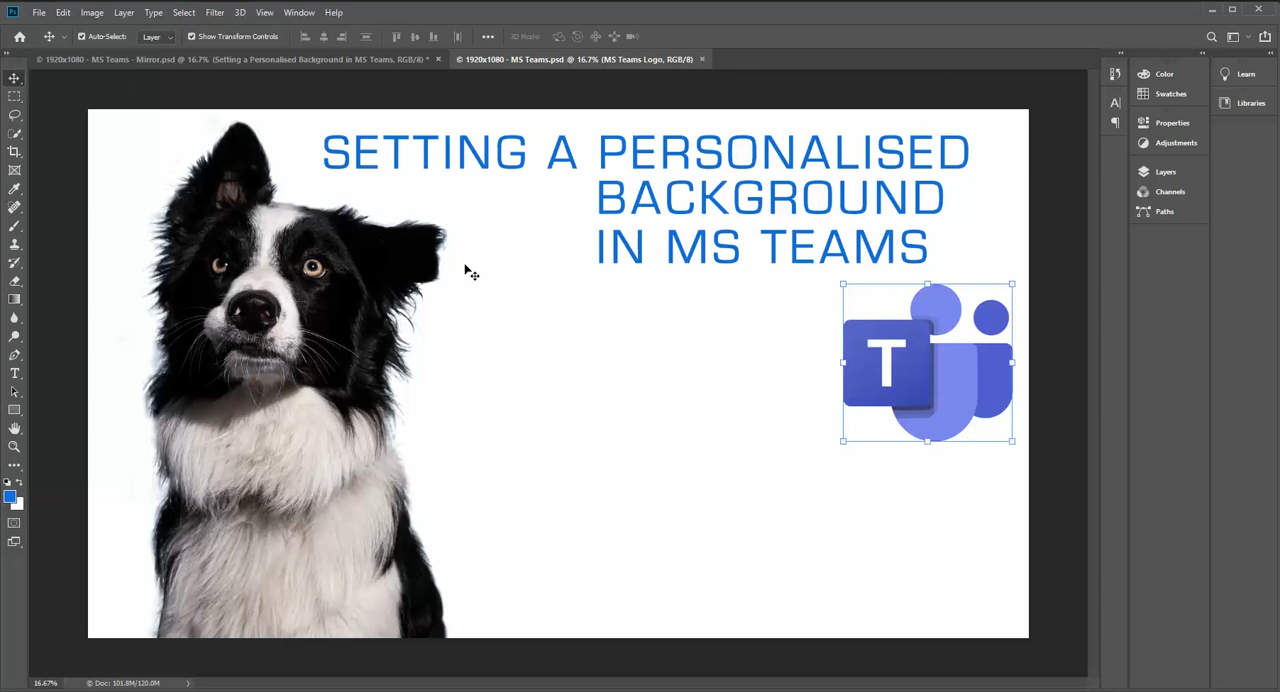 Ps File Edit Image Layer Type Select Filter 3D View Window Help
Auto-Select: Layer Show Transform Controls 3D Mode:
© 1920x1080 - MS Teams - Mirror.psd @ 16.7% (Setting a Personalised Background in MS Teams, RGB/8) * × © 1920x1080 - MS Teams.psd @ 16.7% (MS Teams Logo, RGB/8) ×
Color
Swatches
Properties
Adjustments
Layers
Channels
Paths
Learn
Libraries
SETTING A PERSONALISED
BACKGROUND
IN MS TEAMS
T
16.67% © Doc: 101.8M/120.0M